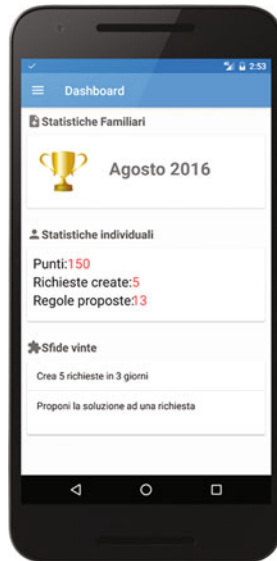 2:53
Dashboard
Statistiche Familiari
Agosto 2016
Statistiche individuali
Punti:150
Richieste create:5
Regole proposte:13
Sfide vinte
Crea 5 richieste in 3 giorni
Proponi la soluzione ad una richiesta